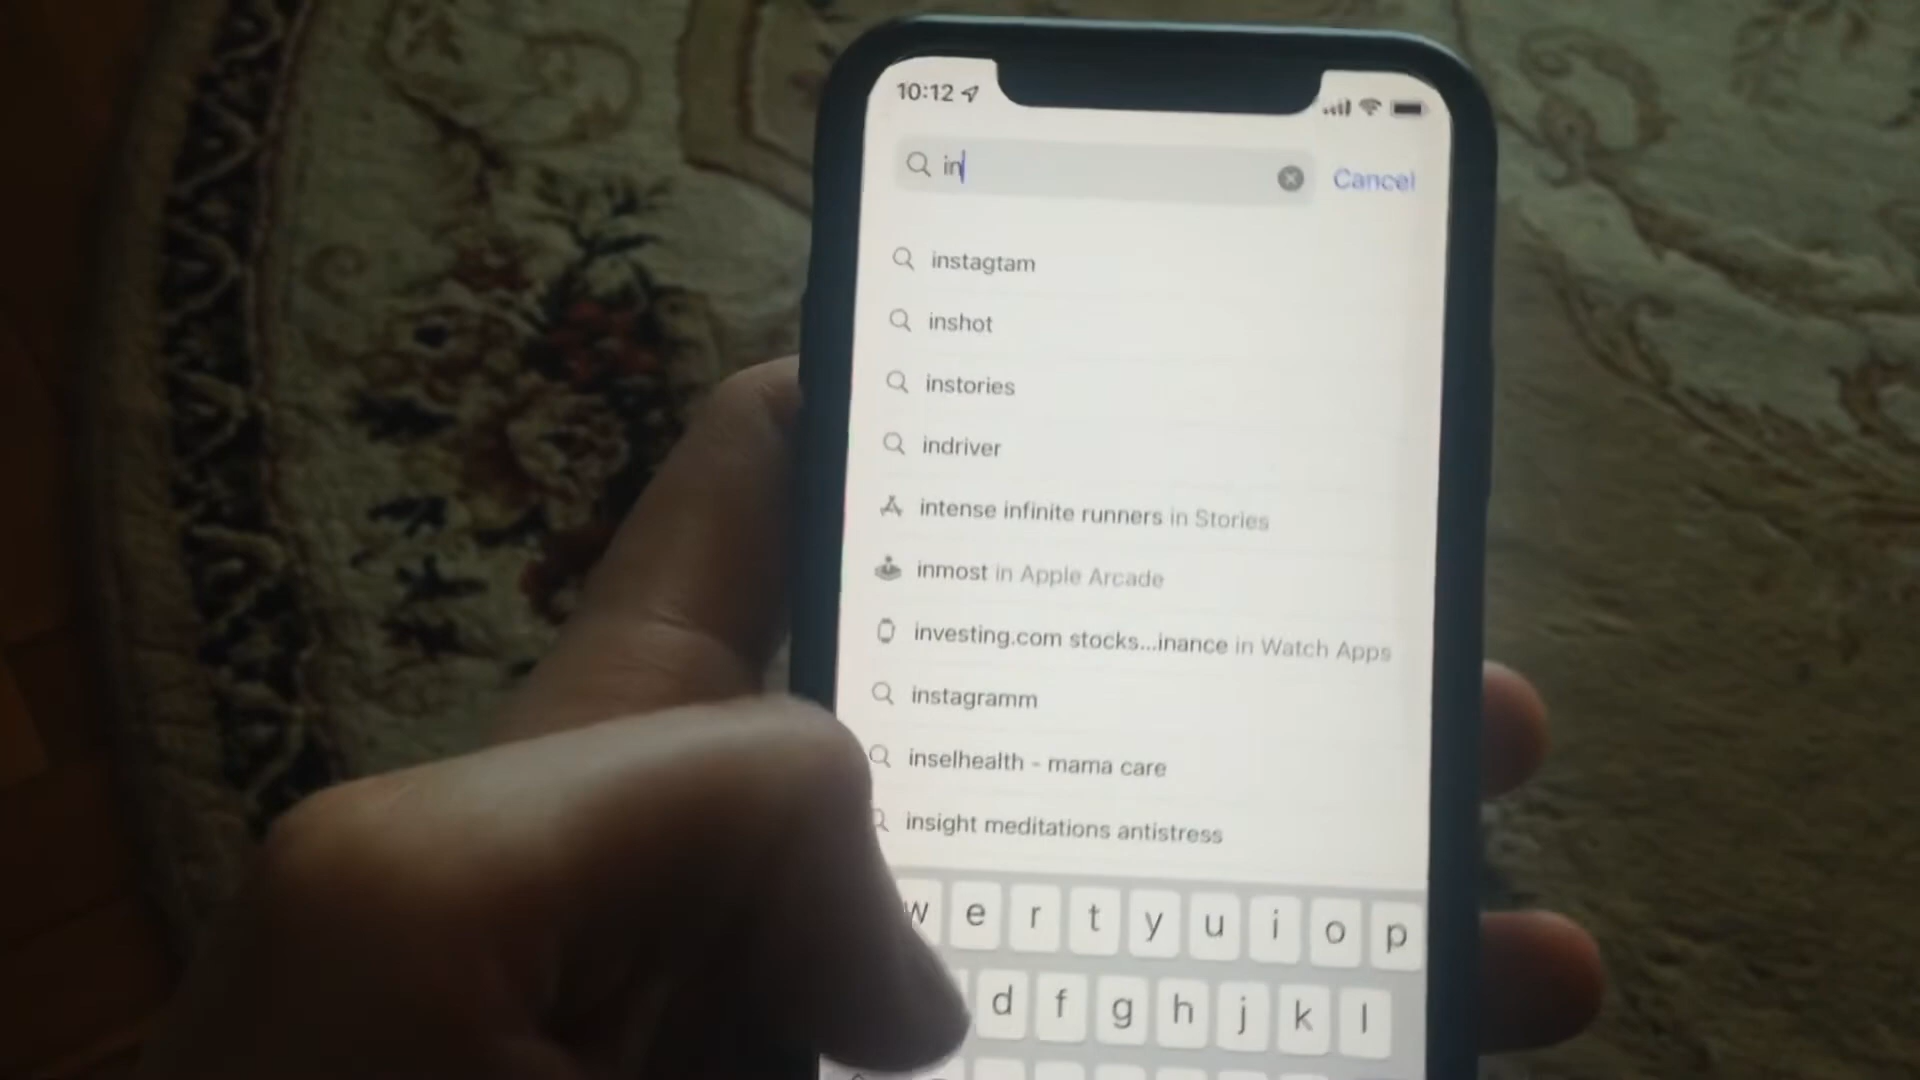 10:12
in
Cancel
instagtam
inshot
instories
indriver
intense infinite runners in Stories
inmost in Apple Arcade
investing.com stocks...inance in Watch Apps
instagramm
inselhealth - mama care
insight meditations antistress
w e r t y u i o p
d f g h j k l